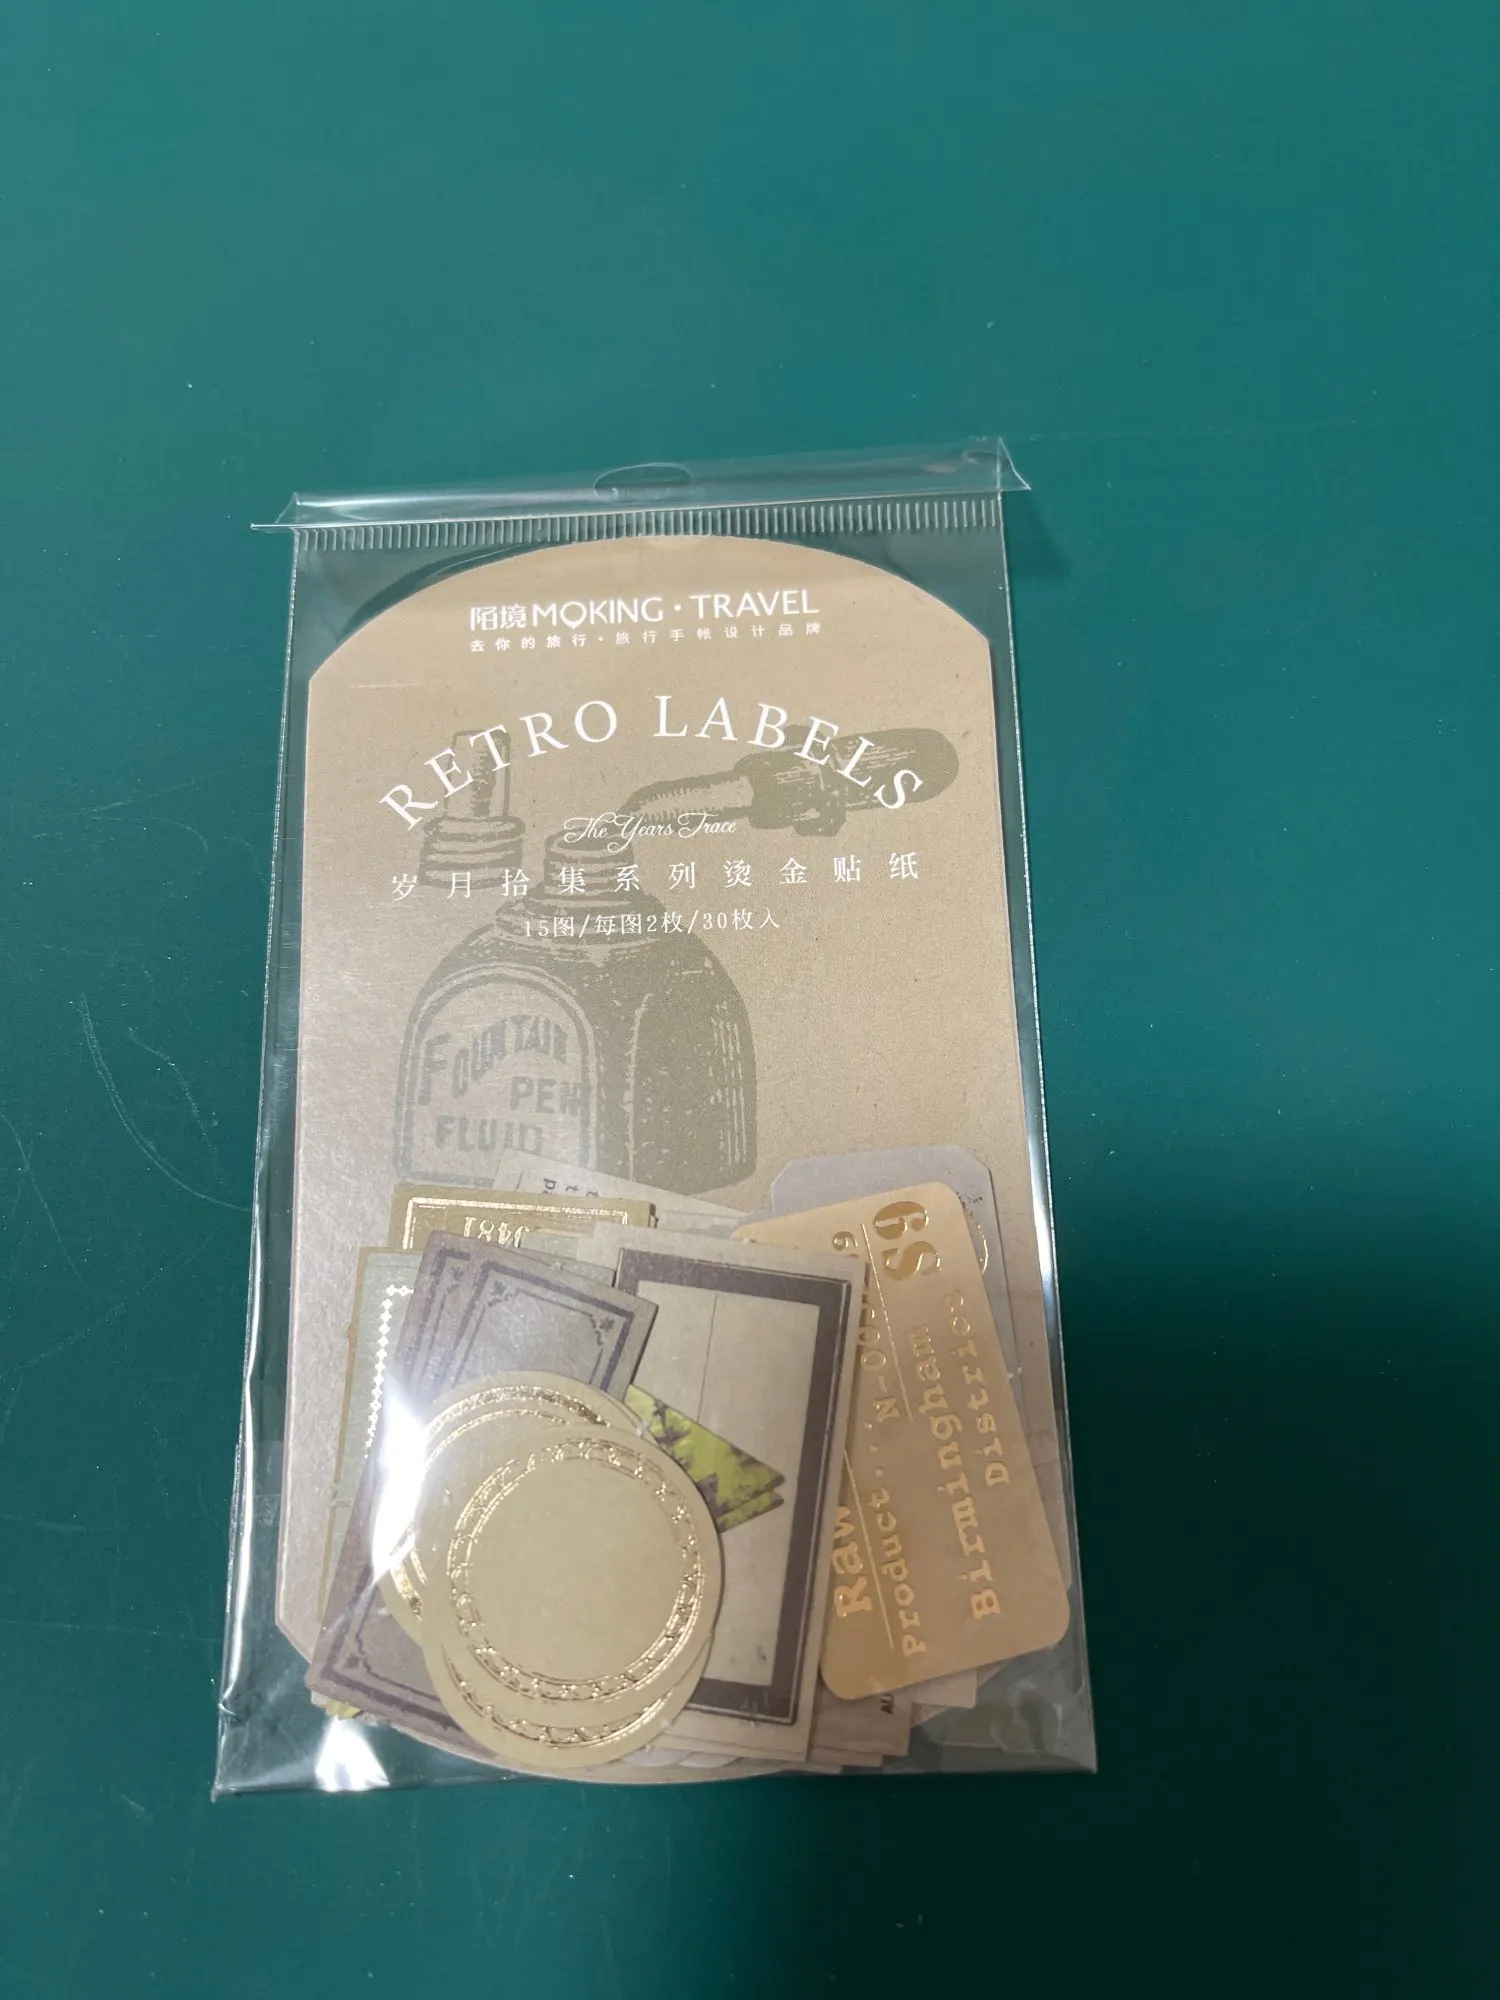 陌境MOKING·TRAVEL
去你的旅行·旅行手帐设计品牌
RETRO LABELS
The Years Trace
岁月拾集系列烫金贴纸
15图/每图2枚/30枚入
FOUNTAIN
PEN
FLUID
S9
Birmingham
District
Raw
Product